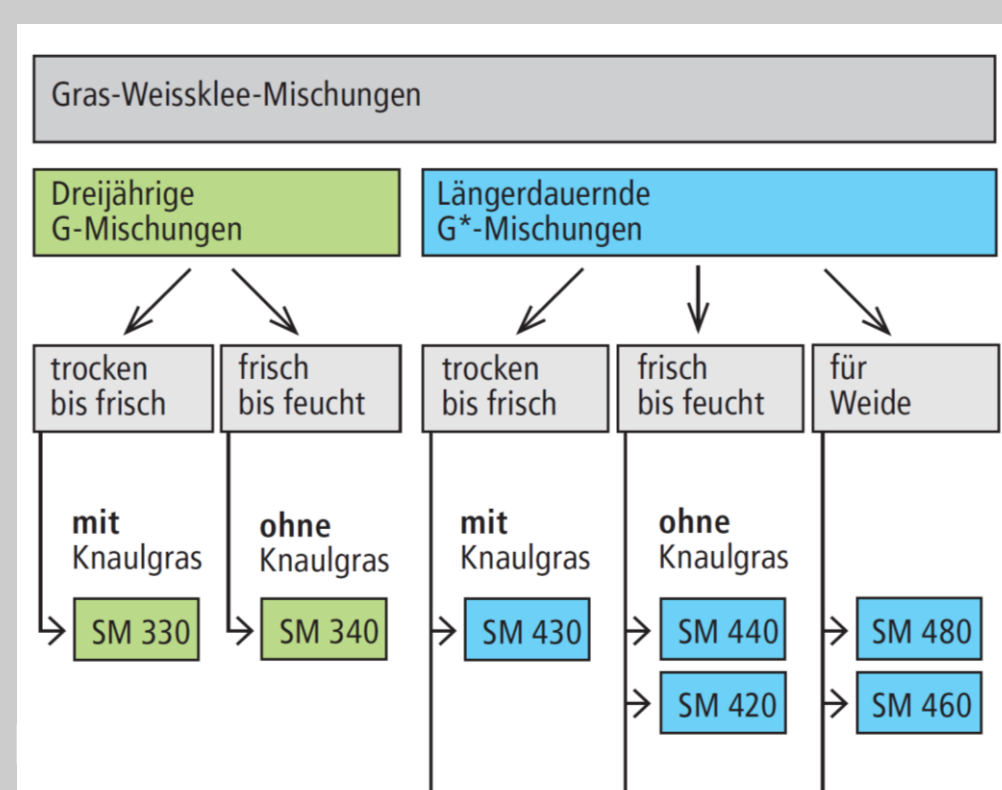 Gras-Weissklee-Mischungen
Dreijährige
G-Mischungen
Längerdauernde
G*-Mischungen
trocken
bis frisch
frisch
bis feucht
trocken
bis frisch
frisch
bis feucht
für
Weide
mit
Knaulgras
ohne
Knaulgras
mit
Knaulgras
ohne
Knaulgras
SM 330
SM 340
SM 430
SM 440
SM 480
SM 420
SM 460